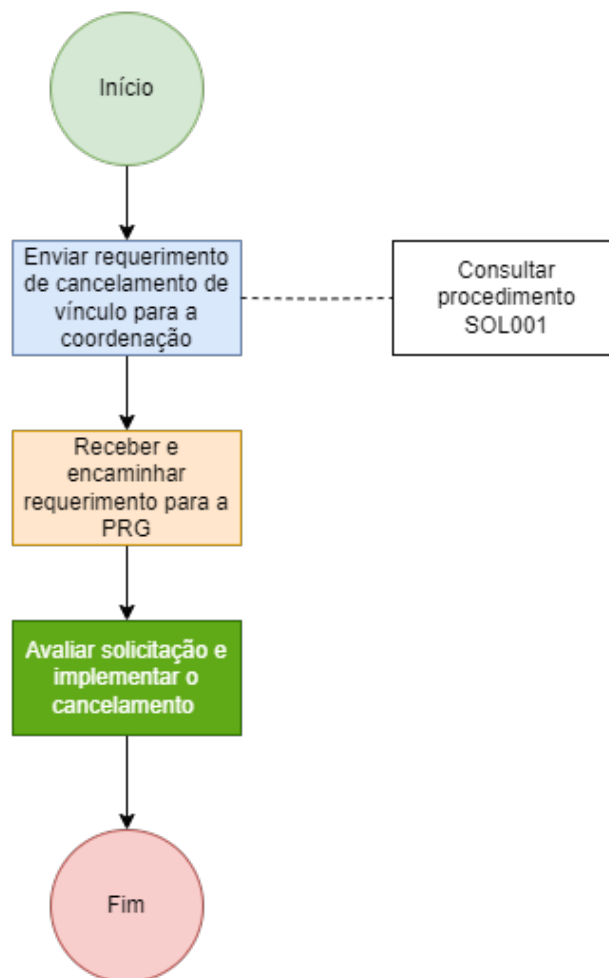 Início
Enviar requerimento
de cancelamento de
vínculo para a
coordenação
Consultar
procedimento
SOL001
Receber e
encaminhar
requerimento para a
PRG
Avaliar solicitação e
implementar o
cancelamento
Fim